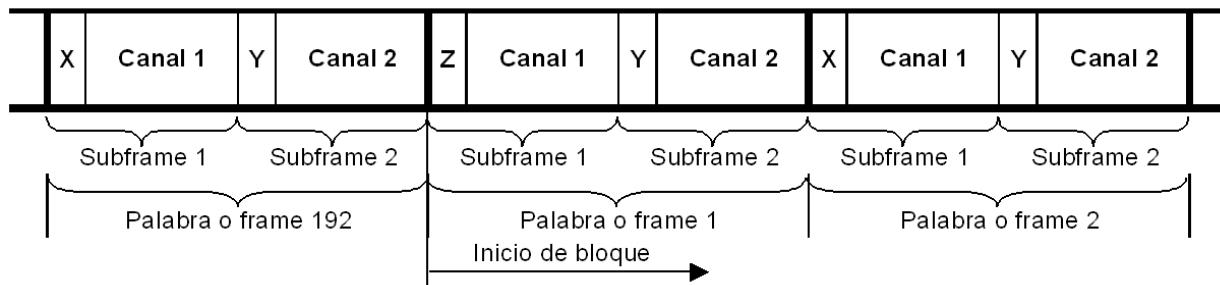 X Canal 1 Y Canal 2 Z Canal 1 Y Canal 2 X Canal 1 Y Canal 2
Subframe 1 Subframe 2 Subframe 1 Subframe 2 Subframe 1 Subframe 2
Palabra o frame 192 Palabra o frame 1 Palabra o frame 2
Inicio de bloque